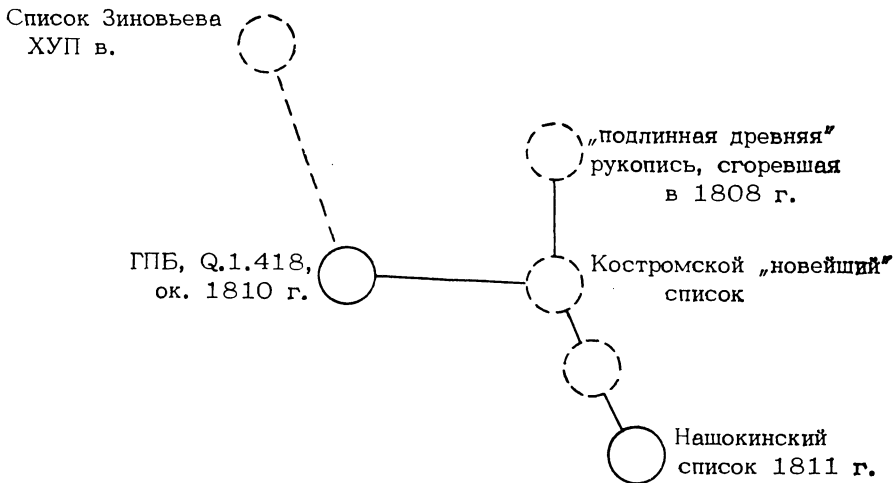 Список Зиновьева
ХУП в.
„подлинная древняя"
рукопись, сгоревшая
в 1808 г.
ГПБ, Q.1.418,
ок. 1810 г.
Костромской „новейший"
список
Нашокинский
список 1811 г.